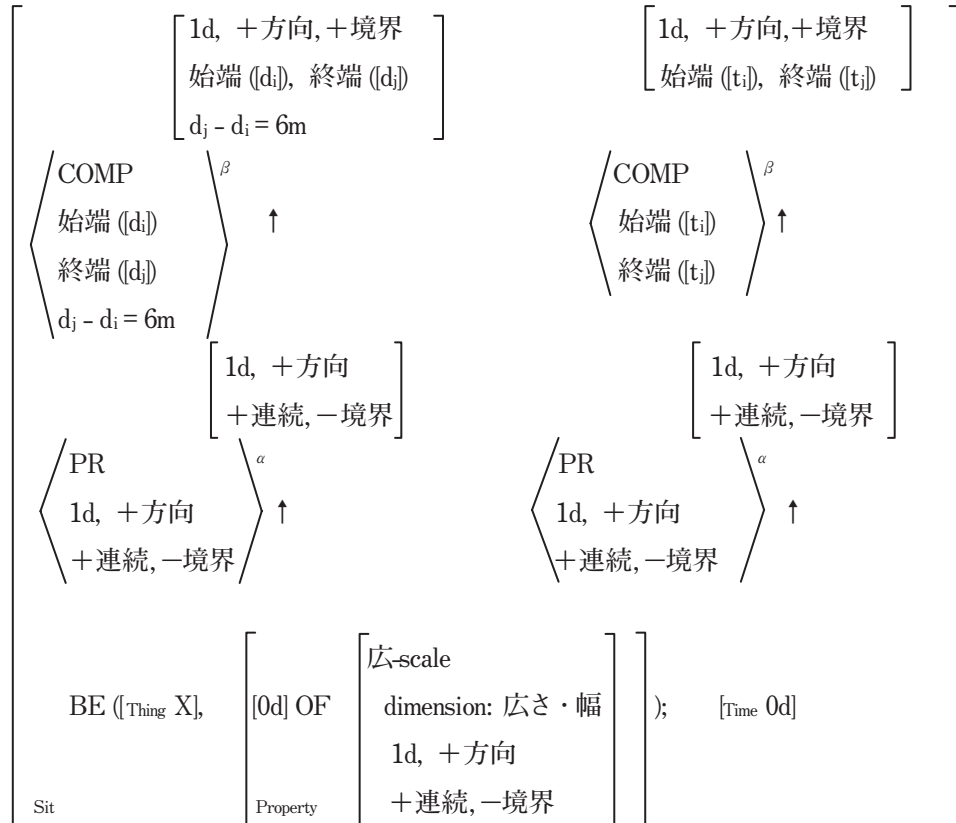 1d, ＋方向,＋境界 1d, ＋方向,＋境界
始端 ([di]), 終端 ([dj]) 始端 ([ti]), 終端 ([tj])
dj − di = 6m
COMP β COMP β
始端 ([di]) ↑ 始端 ([ti]) ↑
終端 ([dj]) 終端 ([tj])
dj − di = 6m
1d, ＋方向 1d, ＋方向
＋連続,－境界 ＋連続,－境界
PR α PR α
1d, ＋方向 ↑ 1d, ＋方向 ↑
＋連続,－境界 ＋連続,－境界
広-scale
BE ([Thing X], [0d] OF dimension: 広さ・幅 ); [Time 0d]
1d, ＋方向
Sit Property ＋連続,－境界